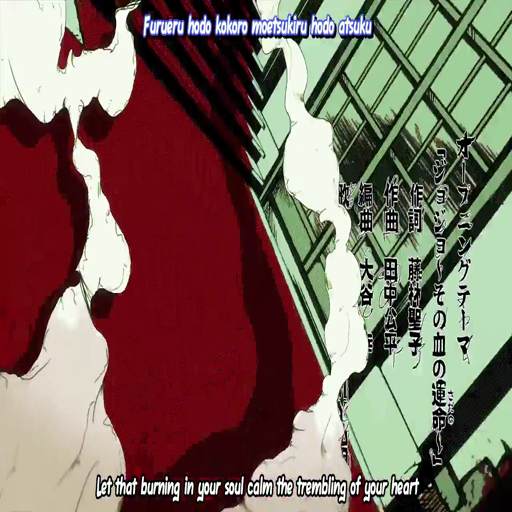 Furueru hodo kokoro moetsukiru hodo atsuku
オープニングテーマ
「ジョジョ～その血の運命～」
さだめ
作詞 藤林聖子
作曲 田中公平
編曲 大谷
歌
Let that burning in your soul calm the trembling of your heart